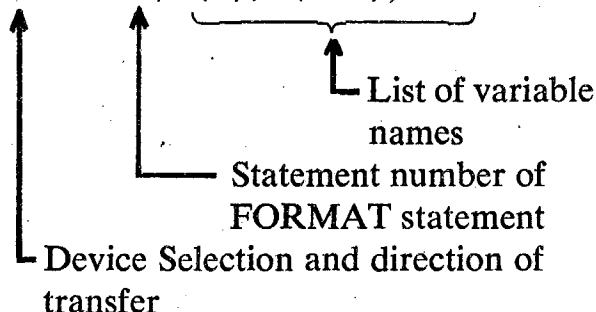 List of variable
names
Statement number of
FORMAT statement
Device Selection and direction of
transfer